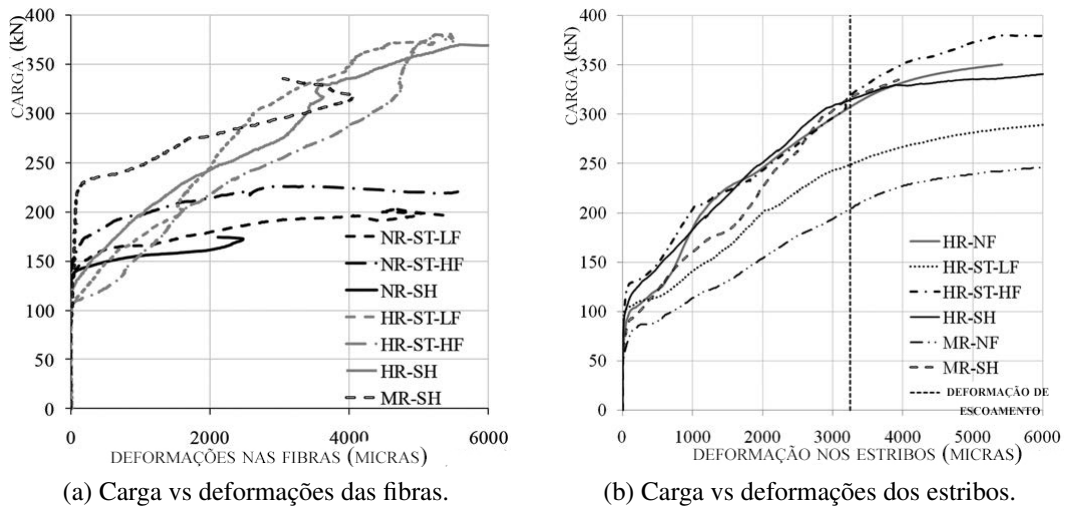 400
350
300
250
200
150
100
50
0
CARGA (kN)
0
2000
4000
6000
DEFORMAÇÕES NAS FIBRAS (MICRAS)
NR-ST-LF
NR-ST-HF
NR-SH
HR-ST-LF
HR-ST-HF
HR-SH
MR-SH
(a) Carga vs deformações das fibras.
400
350
300
250
200
150
100
50
0
CARGA (kN)
0
1000
2000
3000
4000
5000
6000
DEFORMAÇÃO NOS ESTRIBOS (MICRAS)
HR-NF
HR-ST-LF
HR-ST-HF
HR-SH
MR-NF
MR-SH
DEFORMAÇÃO DE
ESCOAMENTO
(b) Carga vs deformações dos estribos.